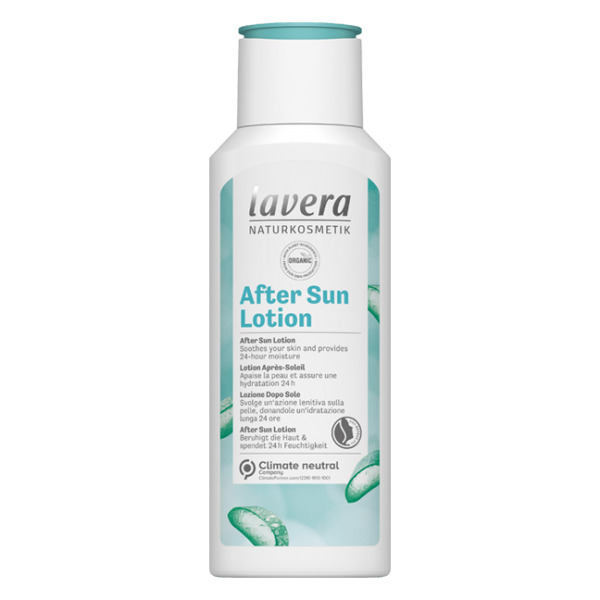 lavera
NATURKOSMETIK
ORGANIC
After Sun
Lotion
After Sun Lotion
Soothes your skin and provides
24-hour moisture
Lotion Après-Soleil
Apaise la peau et assure une
hydratation 24 h
Lozione Dopo Sole
Svolge un'azione lenitiva sulla
pelle, donandole un'idratazione
lunga 24 ore
After Sun Lotion
Beruhigt die Haut &
spendet 24 h Feuchtigkeit
Climate neutral
Company